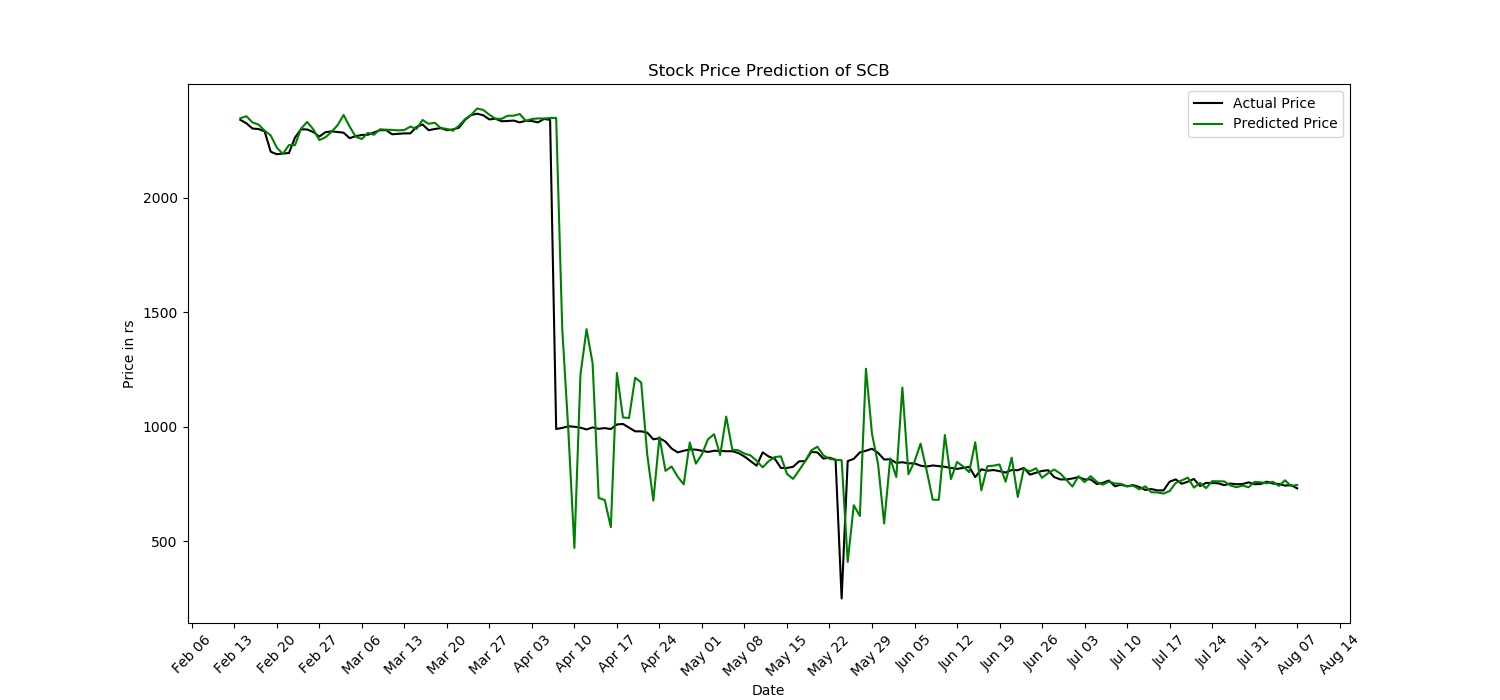 Stock Price Prediction of SCB
Actual Price
Predicted Price
Price in rs
2000
1500
1000
500
Feb 06
Feb 13
Feb 20
Feb 27
Mar 06
Mar 13
Mar 20
Mar 27
Apr 03
Apr 10
Apr 17
Apr 24
May 01
May 08
May 15
May 22
May 29
Jun 05
Jun 12
Jun 19
Jun 26
Jul 03
Jul 10
Jul 17
Jul 24
Jul 31
Aug 07
Aug 14
Date